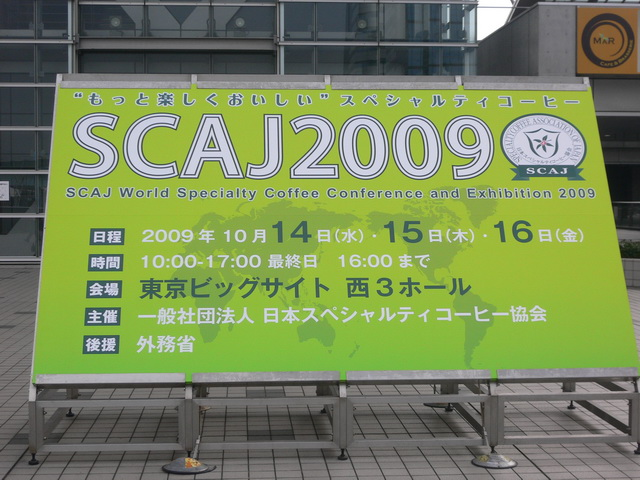 "もっと楽しくおいしい"スペシャルティコーヒー
SCAJ2009
SCAJ World Specialty Coffee Conference and Exhibition 2009
日程 2009年10月14日(水)・15日(木)・16日(金)
時間 10:00-17:00 最終日 16:00まで
会場 東京ビッグサイト 西3ホール
主催 一般社団法人 日本スペシャルティコーヒー協会
後援 外務省
SPECIALTY COFFEE ASSOCIATION OF JAPAN
SCAJ
M&R